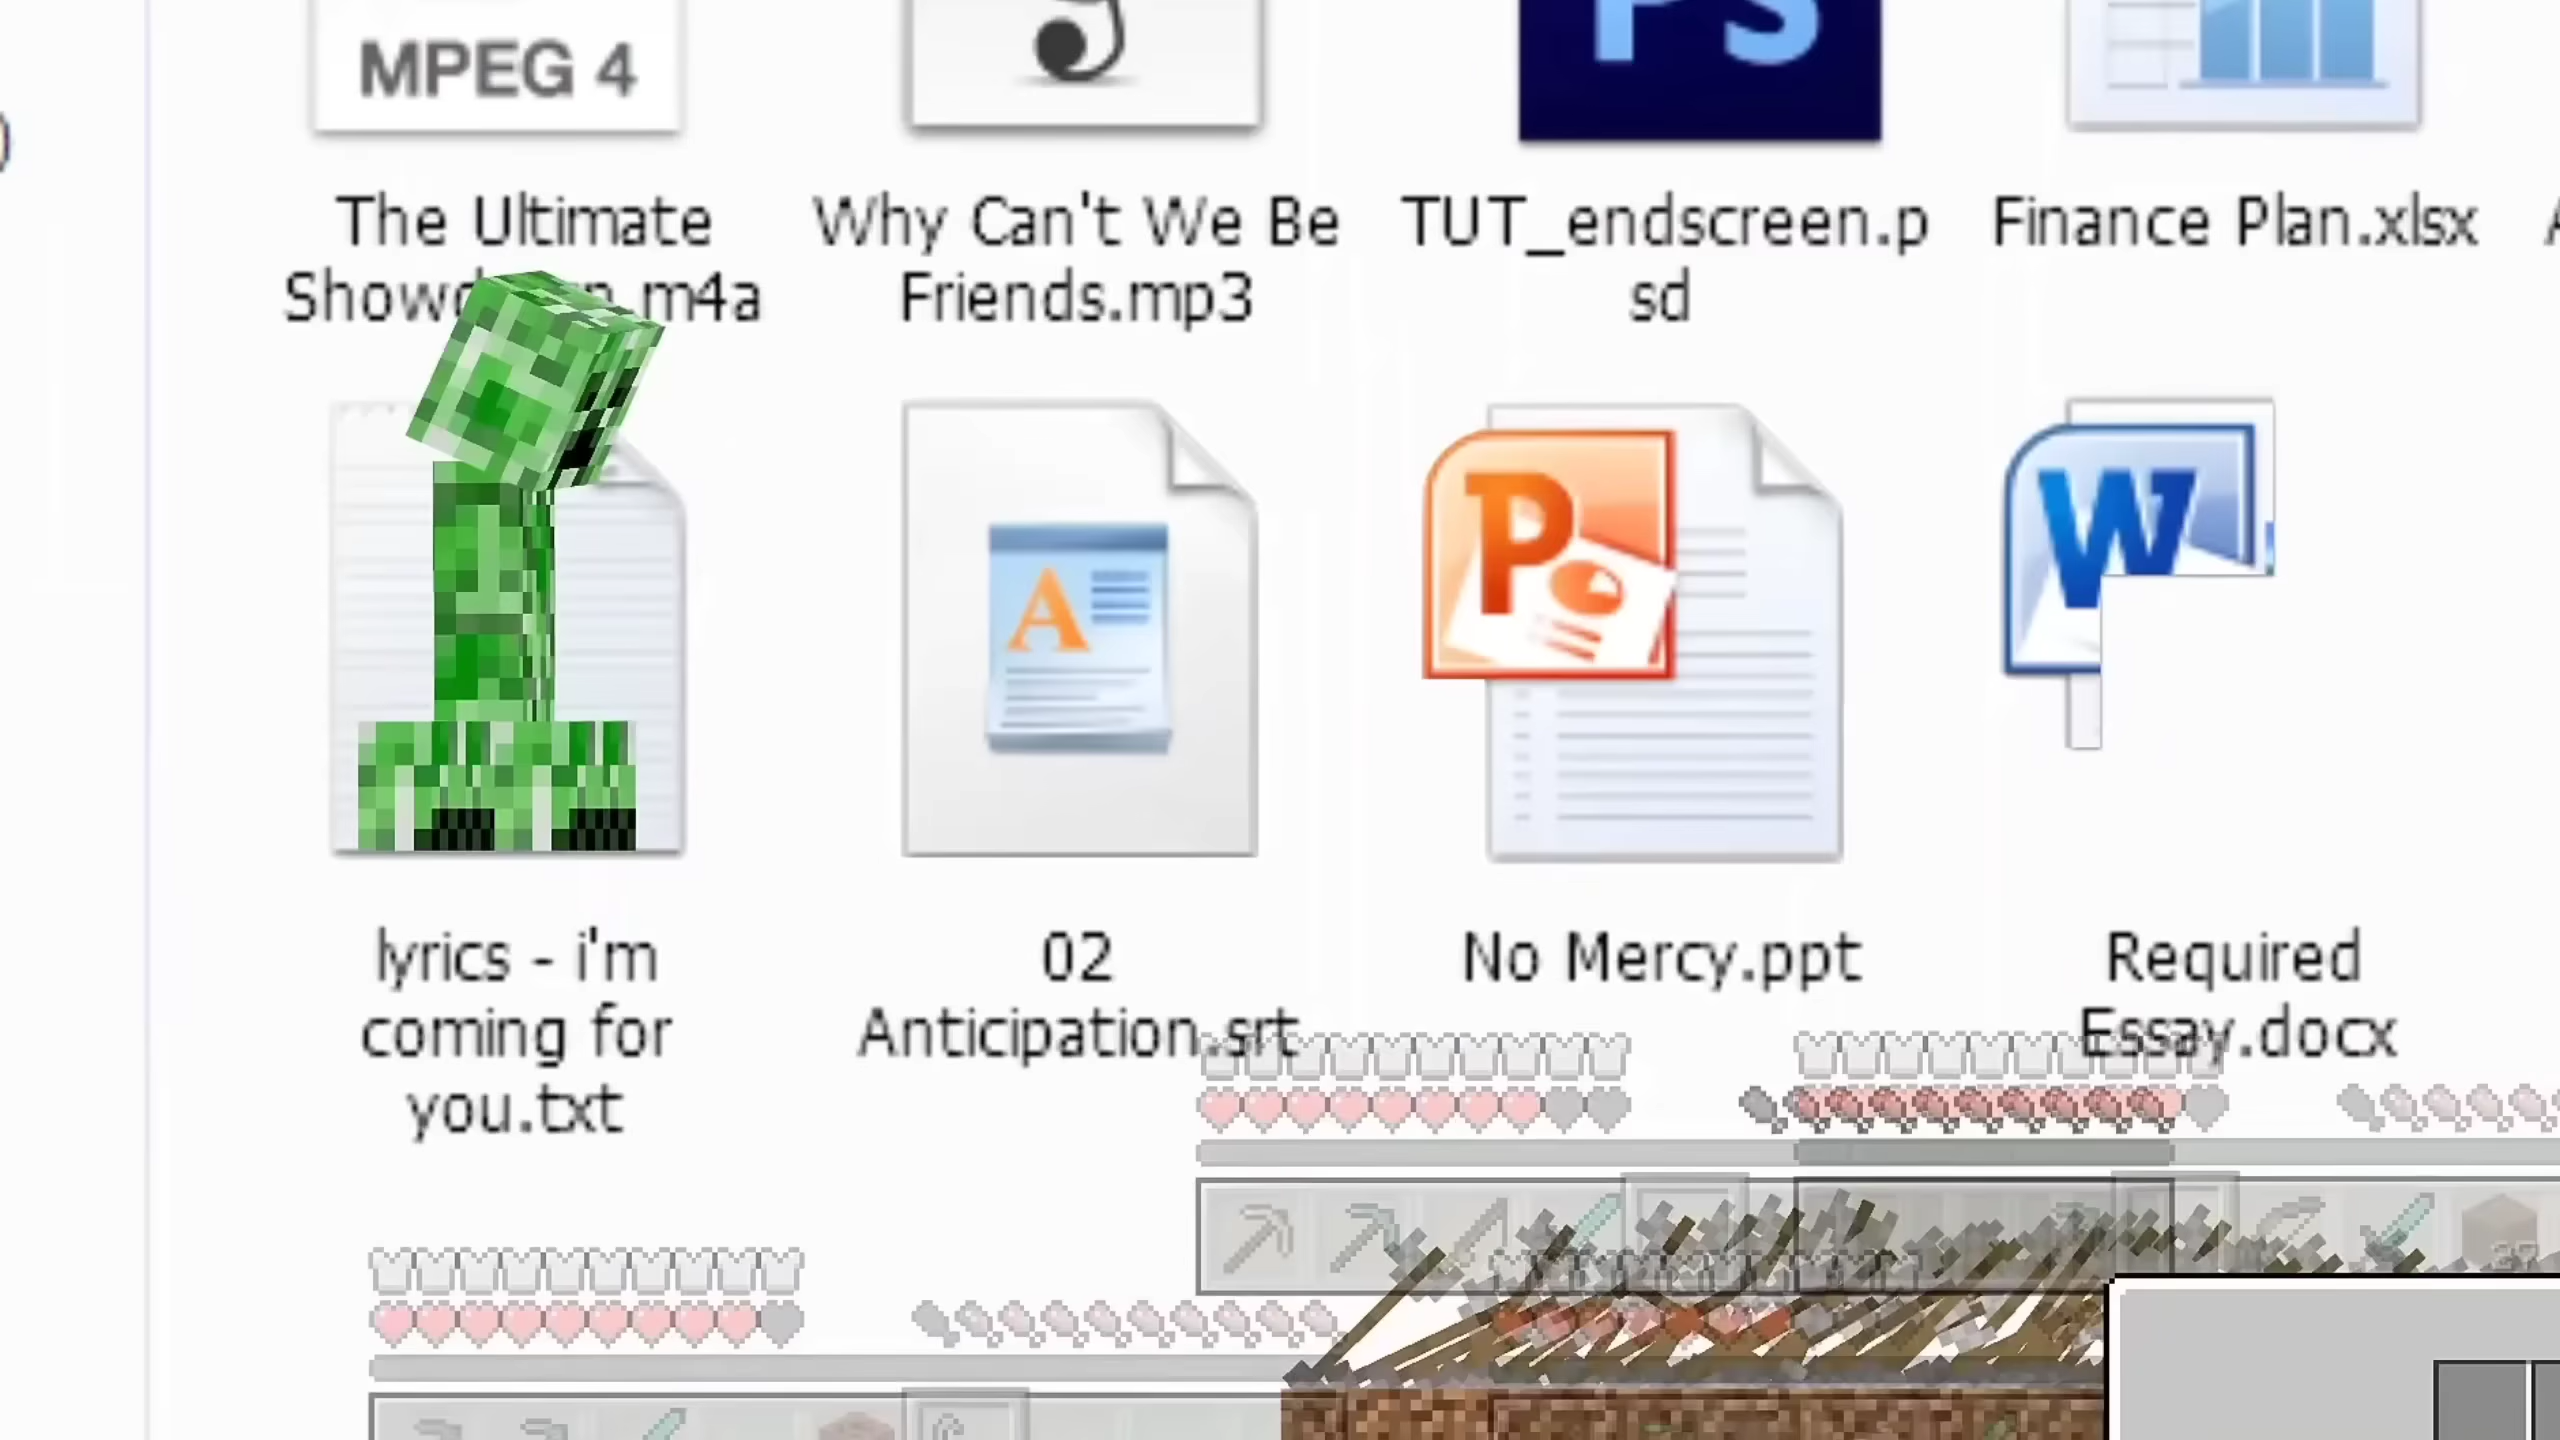 MPEG 4
PS
The Ultimate
m4a
Why Can't We Be
Friends.mp3
TUT_endscreen.p
sd
Finance Plan.xlsx
A
P
W
lyrics - i'm
coming for
you.txt
02
Anticipation.srt
No Mercy.ppt
Required
Essay.docx